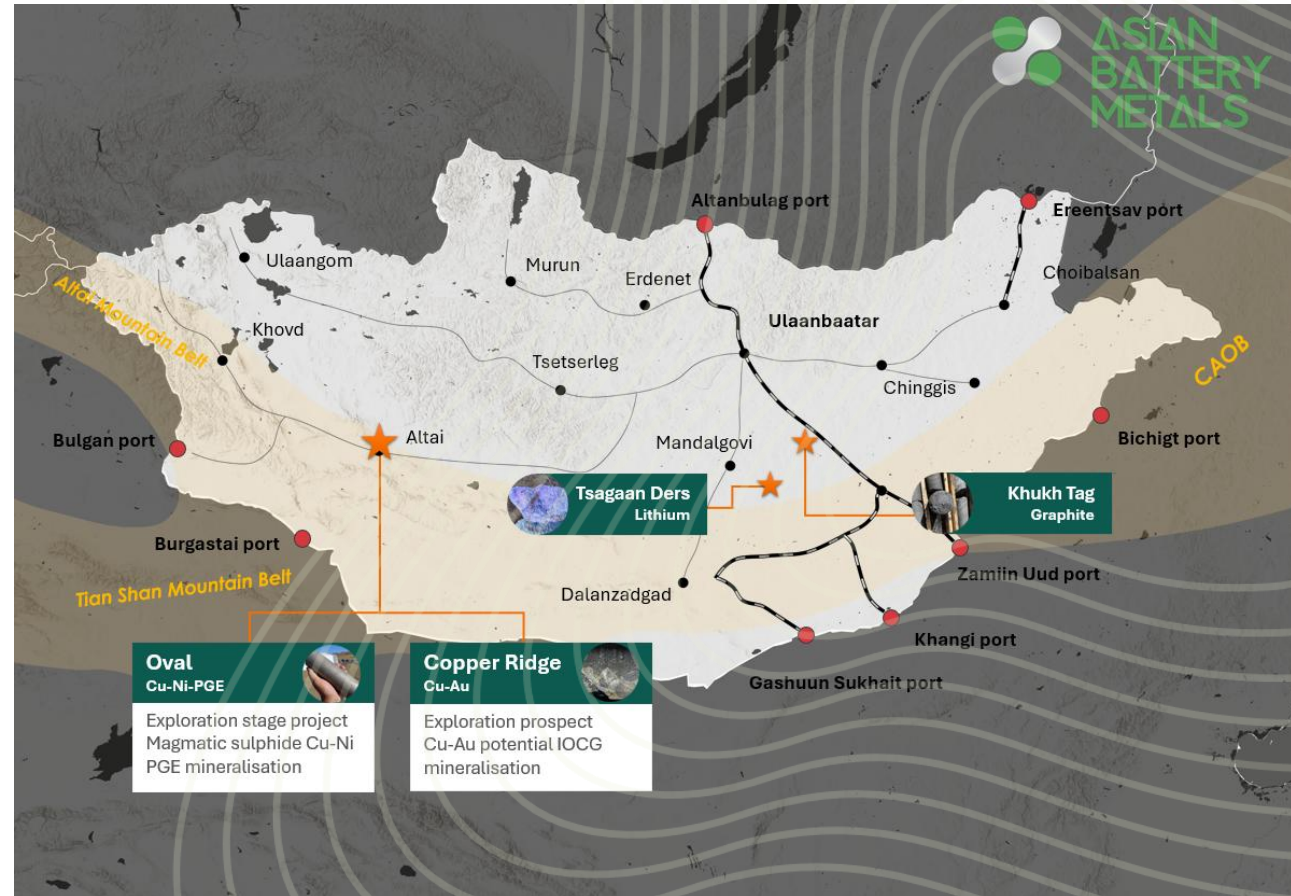 ASIAN
BATTERY
METALS
Altanbulag port
Ereentsav port
Ulaangom
Murun
Erdenet
Choibalsan
Altai Mountain Belt
Khovd
Ulaanbaatar
Tsetserleg
Chinggis
CAOB
Bulgan port
Altai
Mandalgovi
Bichigt port
Tsagaan Ders
Lithium
Khukh Tag
Graphite
Burgastai port
Zamiin Uud port
Tian Shan Mountain Belt
Dalanzadgad
Khangi port
Gashuun Sukhait port
Oval
Cu-Ni-PGE
Exploration stage project
Magmatic sulphide Cu-Ni
PGE mineralisation
Copper Ridge
Cu-Au
Exploration prospect
Cu-Au potential IOCG
mineralisation